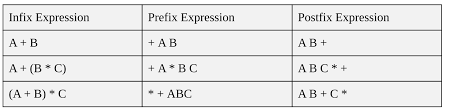 Infix Expression Prefix Expression Postfix Expression
A + B + A B A B +
A + (B * C) + A * B C A B C * +
(A + B) * C * + ABC A B + C *